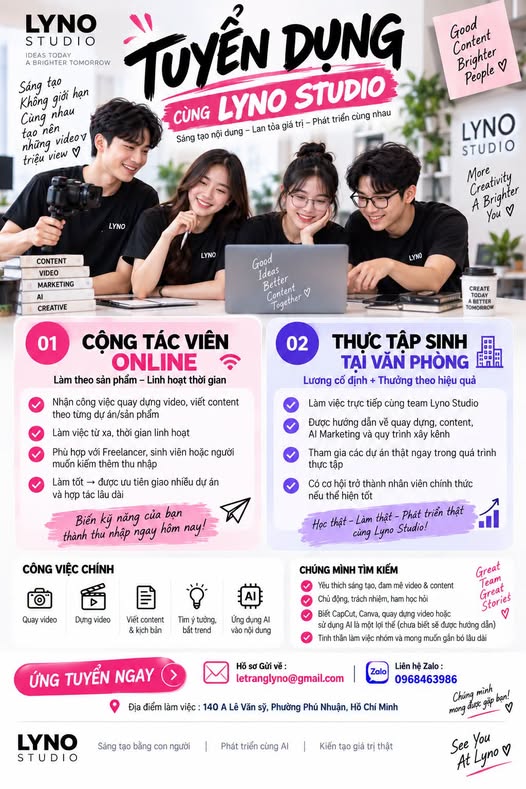 LYNO
STUDIO
IDEAS TODAY
A BRIGHTER TOMORROW
TUYỂN DỤNG
CÙNG LYNO STUDIO
Sáng tạo nội dung – Lan tỏa giá trị – Phát triển cùng nhau
Good
Content
Brighter
People ♡
Sáng tạo
Không giới hạn
Cùng nhau
tạo nên
những video
triệu view ♡
LYNO
STUDIO
More
Creativity
A Brighter
You ♡
LYNO
LYNO
LYNO
CONTENT
VIDEO
MARKETING
AI
CREATIVE
Good
Ideas
Better
Content
Together ♡
CREATE
TODAY
A BETTER
TOMORROW
01
CỘNG TÁC VIÊN
ONLINE
Làm theo sản phẩm – Linh hoạt thời gian
Nhận công việc quay dựng video, viết content
theo từng dự án/sản phẩm
Làm việc từ xa, thời gian linh hoạt
Phù hợp với Freelancer, sinh viên hoặc người
muốn kiếm thêm thu nhập
Làm tốt → được ưu tiên giao nhiều dự án
và hợp tác lâu dài
Biến kỹ năng của bạn
thành thu nhập ngay hôm nay!
02
THỰC TẬP SINH
TẠI VĂN PHÒNG
Lương cố định + Thưởng theo hiệu quả
Làm việc trực tiếp cùng team Lyno Studio
Được hướng dẫn về quay dựng, content,
AI Marketing và quy trình xây kênh
Tham gia các dự án thật ngay trong quá trình
thực tập
Có cơ hội trở thành nhân viên chính thức
nếu thể hiện tốt
Học thật - Làm thật - Phát triển thật
cùng Lyno Studio!
CÔNG VIỆC CHÍNH
Quay video
Dựng video
Viết content
& kịch bản
Tìm ý tưởng,
bắt trend
AI
Ứng dụng AI
vào nội dung
CHÚNG MÌNH TÌM KIẾM
Yêu thích sáng tạo, đam mê video & content
Chủ động, trách nhiệm, ham học hỏi
Biết CapCut, Canva, quay dựng video hoặc
sử dụng AI là một lợi thế (chưa biết sẽ được hướng dẫn)
Tinh thần làm việc nhóm và mong muốn gắn bó lâu dài
Great
Team
Great
Stories ♡
ỨNG TUYỂN NGAY
Hồ sơ Gửi về :
letranglyno@gmail.com
Zalo
Liên hệ Zalo :
0968463986
Địa điểm làm việc : 140 A Lê Văn sỹ, Phường Phú Nhuận, Hồ Chí Minh
Chúng mình
mong được gặp bạn!
LYNO
STUDIO
Sáng tạo bằng con người | Phát triển cùng AI | Kiến tạo giá trị thật
See You
At Lyno ♡